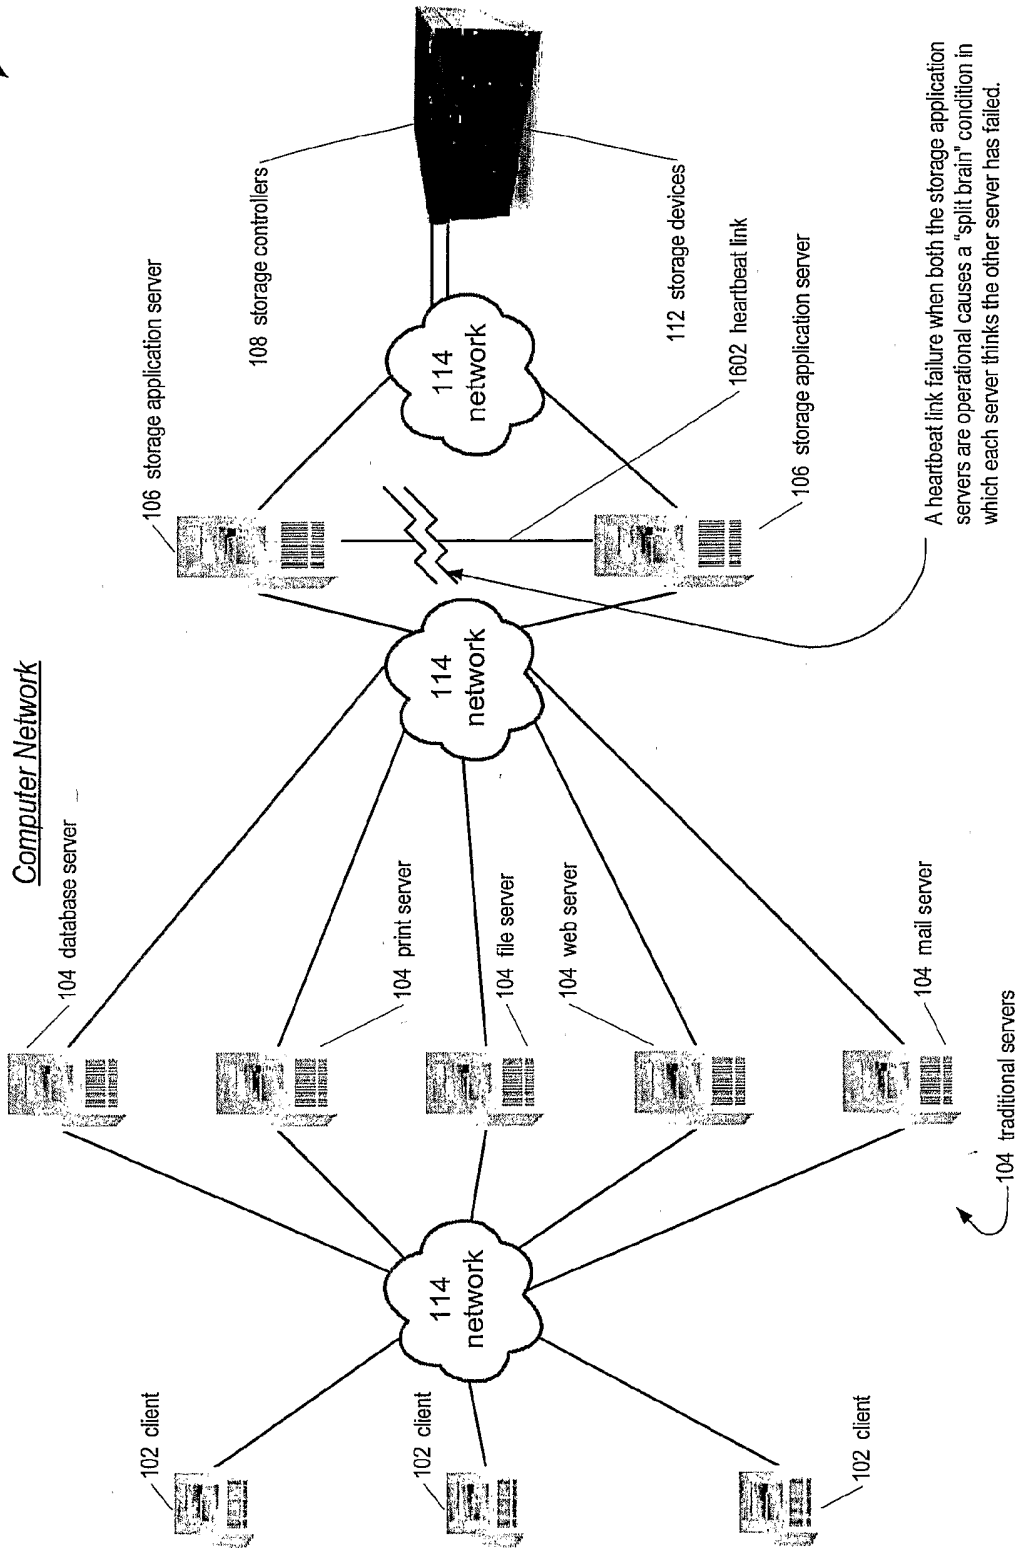 Computer Network
102 client
102 client
102 client
114
network
104 database server
104 print server
104 file server
104 web server
104 mail server
104 traditional servers
114
network
106 storage application server
106 storage application server
1602 heartbeat link
114
network
108 storage controllers
112 storage devices
A heartbeat link failure when both the storage application
servers are operational causes a "split brain" condition in
which each server thinks the other server has failed.